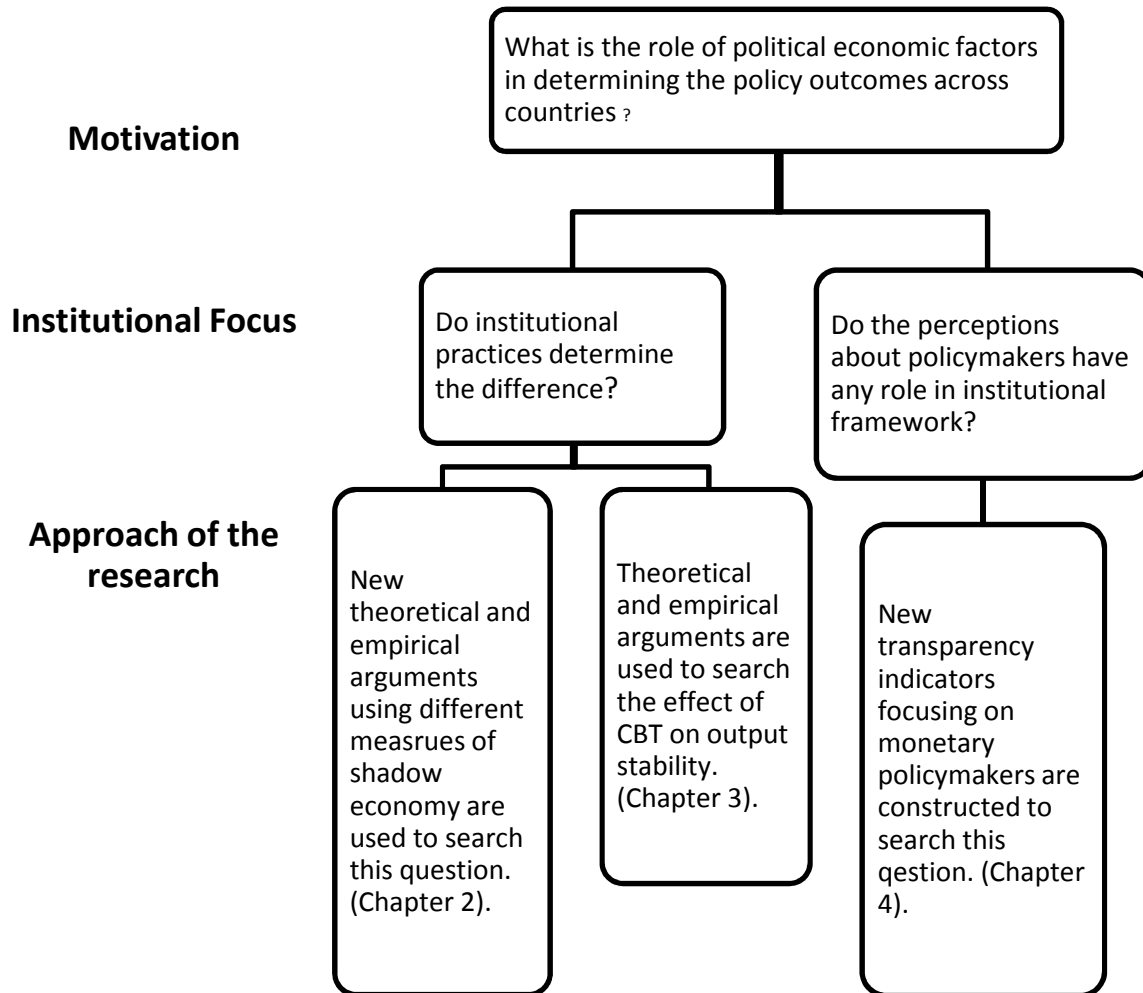 What is the role of political economic factors
in determining the policy outcomes across
countries ?
Motivation
Institutional Focus
Do institutional
practices determine
the difference?
Do the perceptions
about policymakers have
any role in institutional
framework?
Approach of the
research
New
theoretical and
empirical
arguments
using different
measrues of
shadow
economy are
used to search
this question.
(Chapter 2).
Theoretical
and empirical
arguments are
used to search
the effect of
CBT on output
stability.
(Chapter 3).
New
transparency
indicators
focusing on
monetary
policymakers are
constructed to
search this
qestion. (Chapter
4).